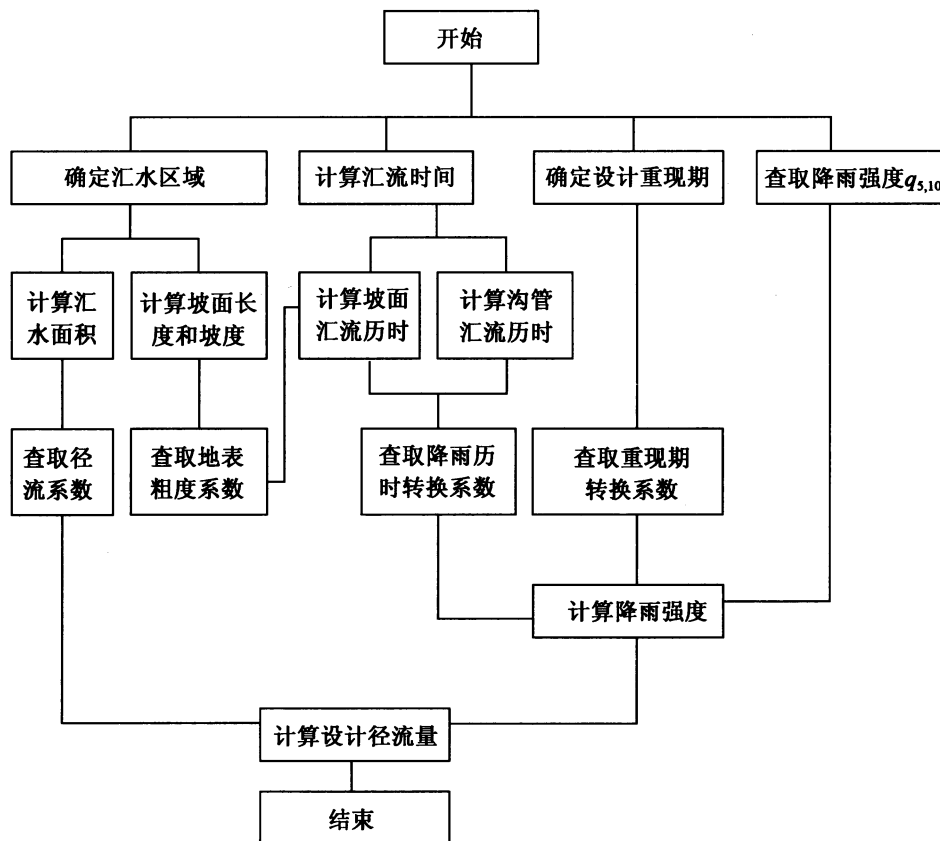 开始
确定汇水区域
计算汇流时间
确定设计重现期
查取降雨强度q5,10
计算汇
水面积
计算坡面长
度和坡度
计算坡面
汇流历时
计算沟管
汇流历时
查取径
流系数
查取地表
粗度系数
查取降雨历
时转换系数
查取重现期
转换系数
计算降雨强度
计算设计径流量
结束